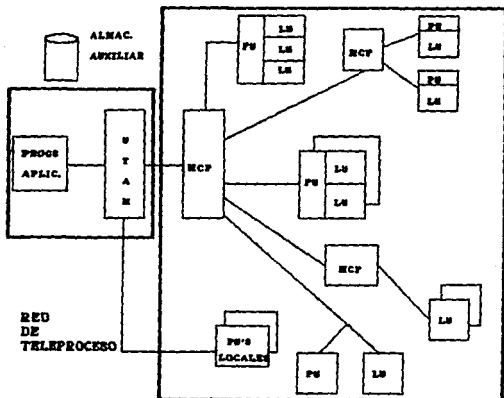 ALMAC.
AUXILIAR
PROGS
APLIC.
VTAM
NCP
PU
LU
LU
LU
NCP
PU
LU
PU
LU
PU
LU
LU
NCP
LU
PU'S
LOCALES
PU
LU
RED
DE
TELEPROCESO